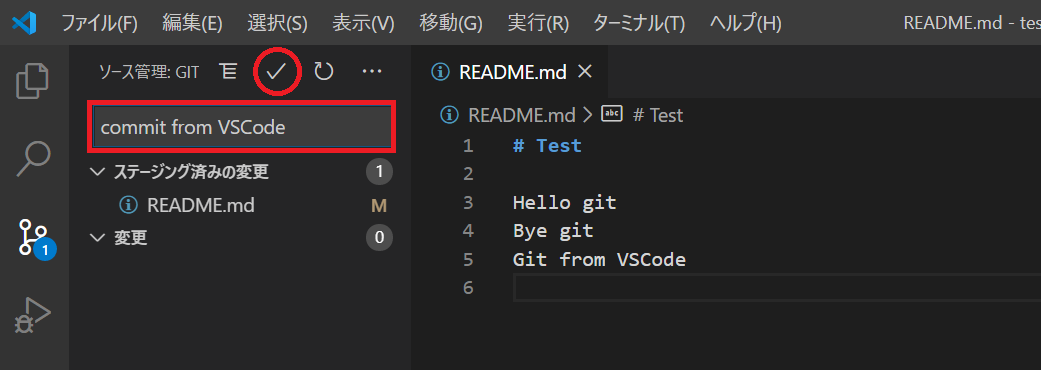 ファイル(F) 編集(E) 選択(S) 表示(V) 移動(G) 実行(R) ターミナル(T) ヘルプ(H) README.md - tes
ソース管理: GIT
README.md
commit from VSCode
README.md > abc # Test
ステージング済みの変更 1
README.md M
変更 0
1
1 # Test
2
3 Hello git
4 Bye git
5 Git from VSCode
6